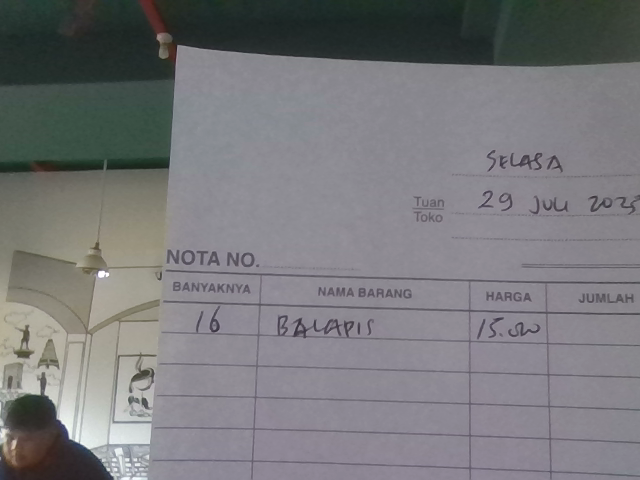 SELASA
Tuan 29 JULI 2025
Toko
NOTA NO.
BANYAKNYA NAMA BARANG HARGA JUMLAH
16 BALAPIS 15.000